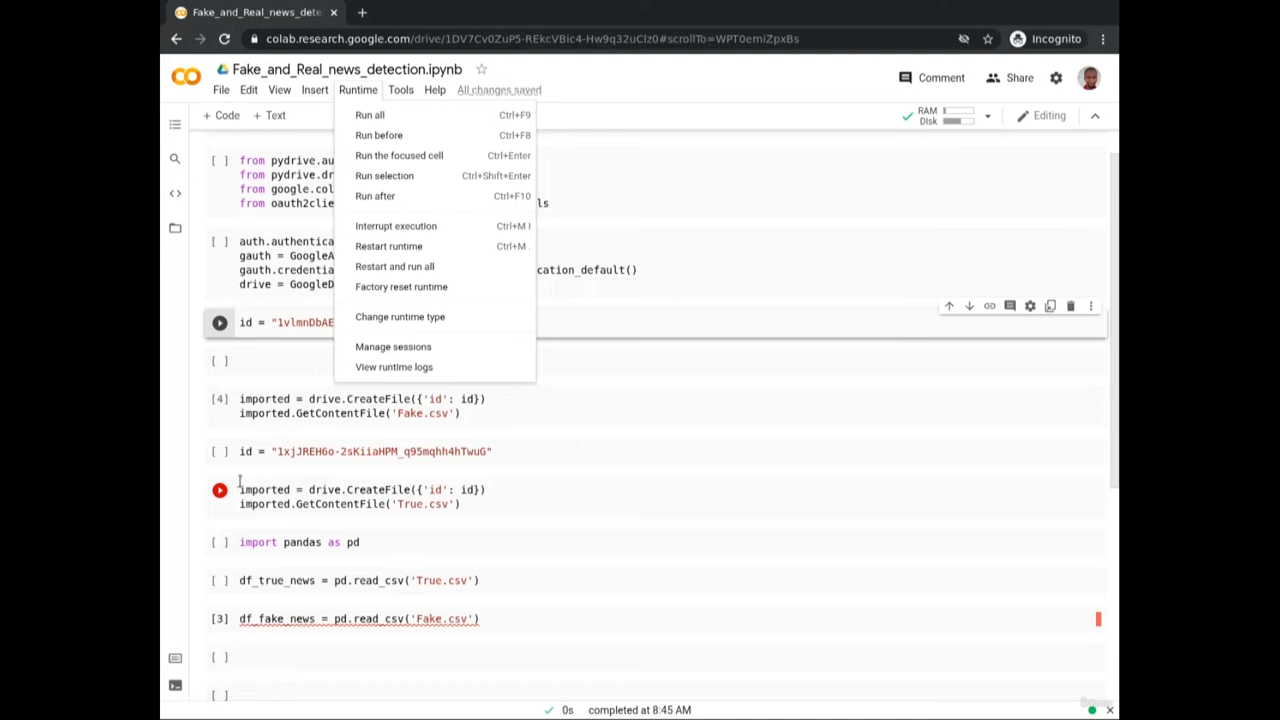 Fake_and_Real_news_dete
colab.research.google.com/drive/1DV7Cv0ZuP5-REkcVBic4-Hw9q32uClz0#scrollTo=WPT0emiZpxBs
Incognito
Fake_and_Real_news_detection.ipynb
Comment
Share
File Edit View Insert Runtime Tools Help All changes saved
+ Code + Text
RAM
Disk
Editing
Run all Ctrl+F9
Run before Ctrl+F8
Run the focused cell Ctrl+Enter
Run selection Ctrl+Shift+Enter
Run after Ctrl+F10
Interrupt execution Ctrl+M I
Restart runtime Ctrl+M .
Restart and run all
Factory reset runtime
Change runtime type
Manage sessions
View runtime logs
[ ] from pydrive.au
from pydrive.dr
from google.col
from oauth2clie ls
[ ] auth.authentica
gauth = GoogleA
gauth.credentia cation_default()
drive = GoogleD
id = "1vlmnDbAE
[ ]
[4] imported = drive.CreateFile({'id': id})
imported.GetContentFile('Fake.csv')
[ ] id = "1xjJREH6o-2sKiiaHPM_q95mqhh4hTwuG"
imported = drive.CreateFile({'id': id})
imported.GetContentFile('True.csv')
[ ] import pandas as pd
[ ] df_true_news = pd.read_csv('True.csv')
[3] df_fake_news = pd.read_csv('Fake.csv')
[ ]
[ ]
0s completed at 8:45 AM